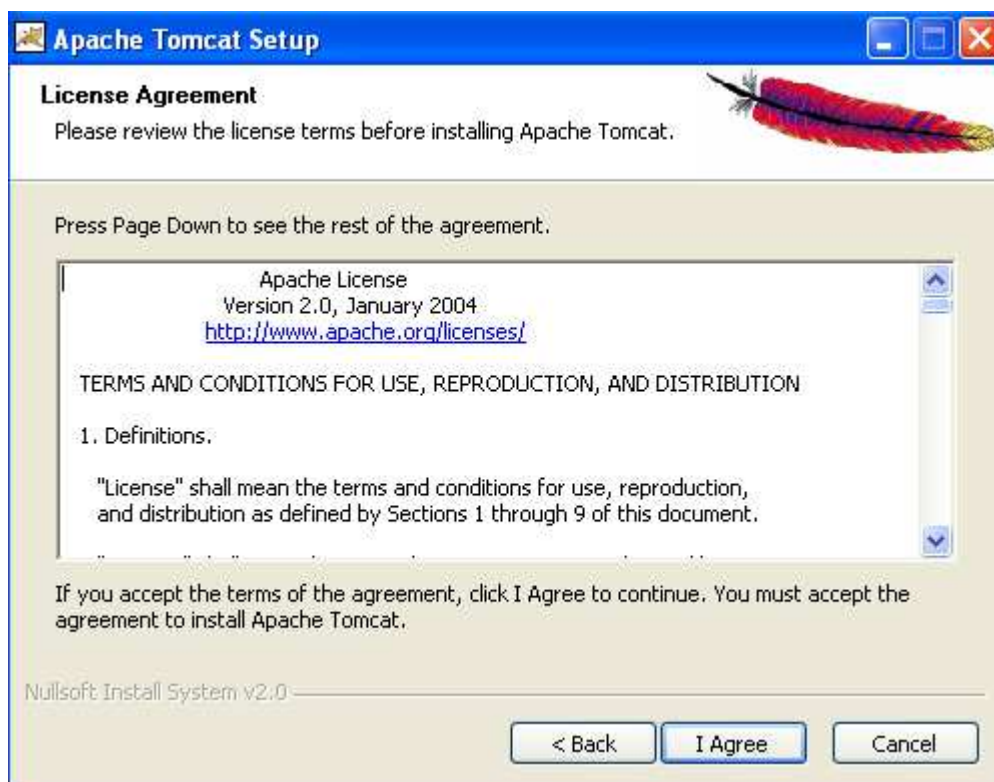 Apache Tomcat Setup
License Agreement
Please review the license terms before installing Apache Tomcat.
Press Page Down to see the rest of the agreement.
Apache License
Version 2.0, January 2004
http://www.apache.org/licenses/
TERMS AND CONDITIONS FOR USE, REPRODUCTION, AND DISTRIBUTION
1. Definitions.
"License" shall mean the terms and conditions for use, reproduction,
and distribution as defined by Sections 1 through 9 of this document.
If you accept the terms of the agreement, click I Agree to continue. You must accept the
agreement to install Apache Tomcat.
Nullsoft Install System v2.0
< Back
I Agree
Cancel